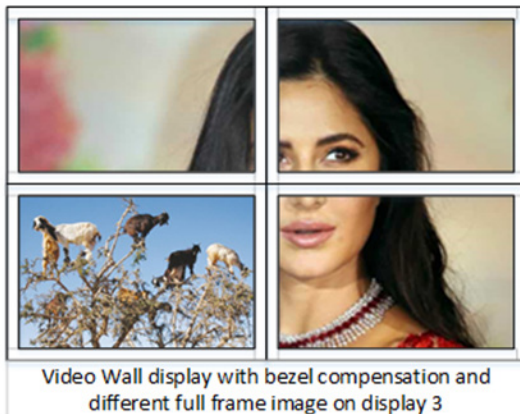 Video Wall display with bezel compensation and
different full frame image on display 3